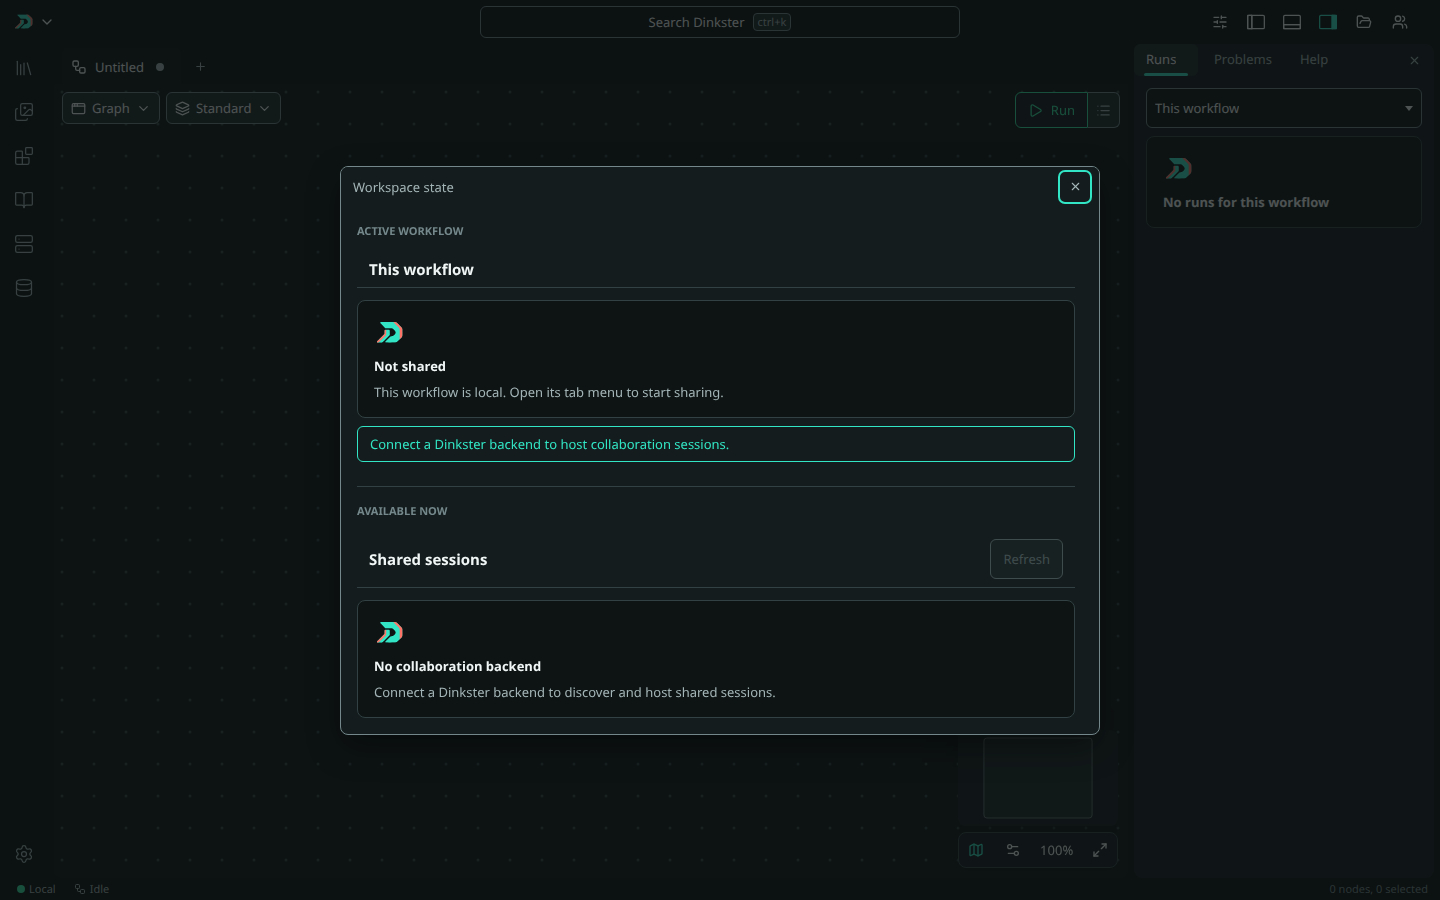 Search Dinkster ctrl+k
Untitled
Graph
Standard
Run
Runs
Problems
Help
This workflow
No runs for this workflow
Workspace state
ACTIVE WORKFLOW
This workflow
Not shared
This workflow is local. Open its tab menu to start sharing.
Connect a Dinkster backend to host collaboration sessions.
AVAILABLE NOW
Shared sessions
Refresh
No collaboration backend
Connect a Dinkster backend to discover and host shared sessions.
100%
Local
Idle
0 nodes, 0 selected